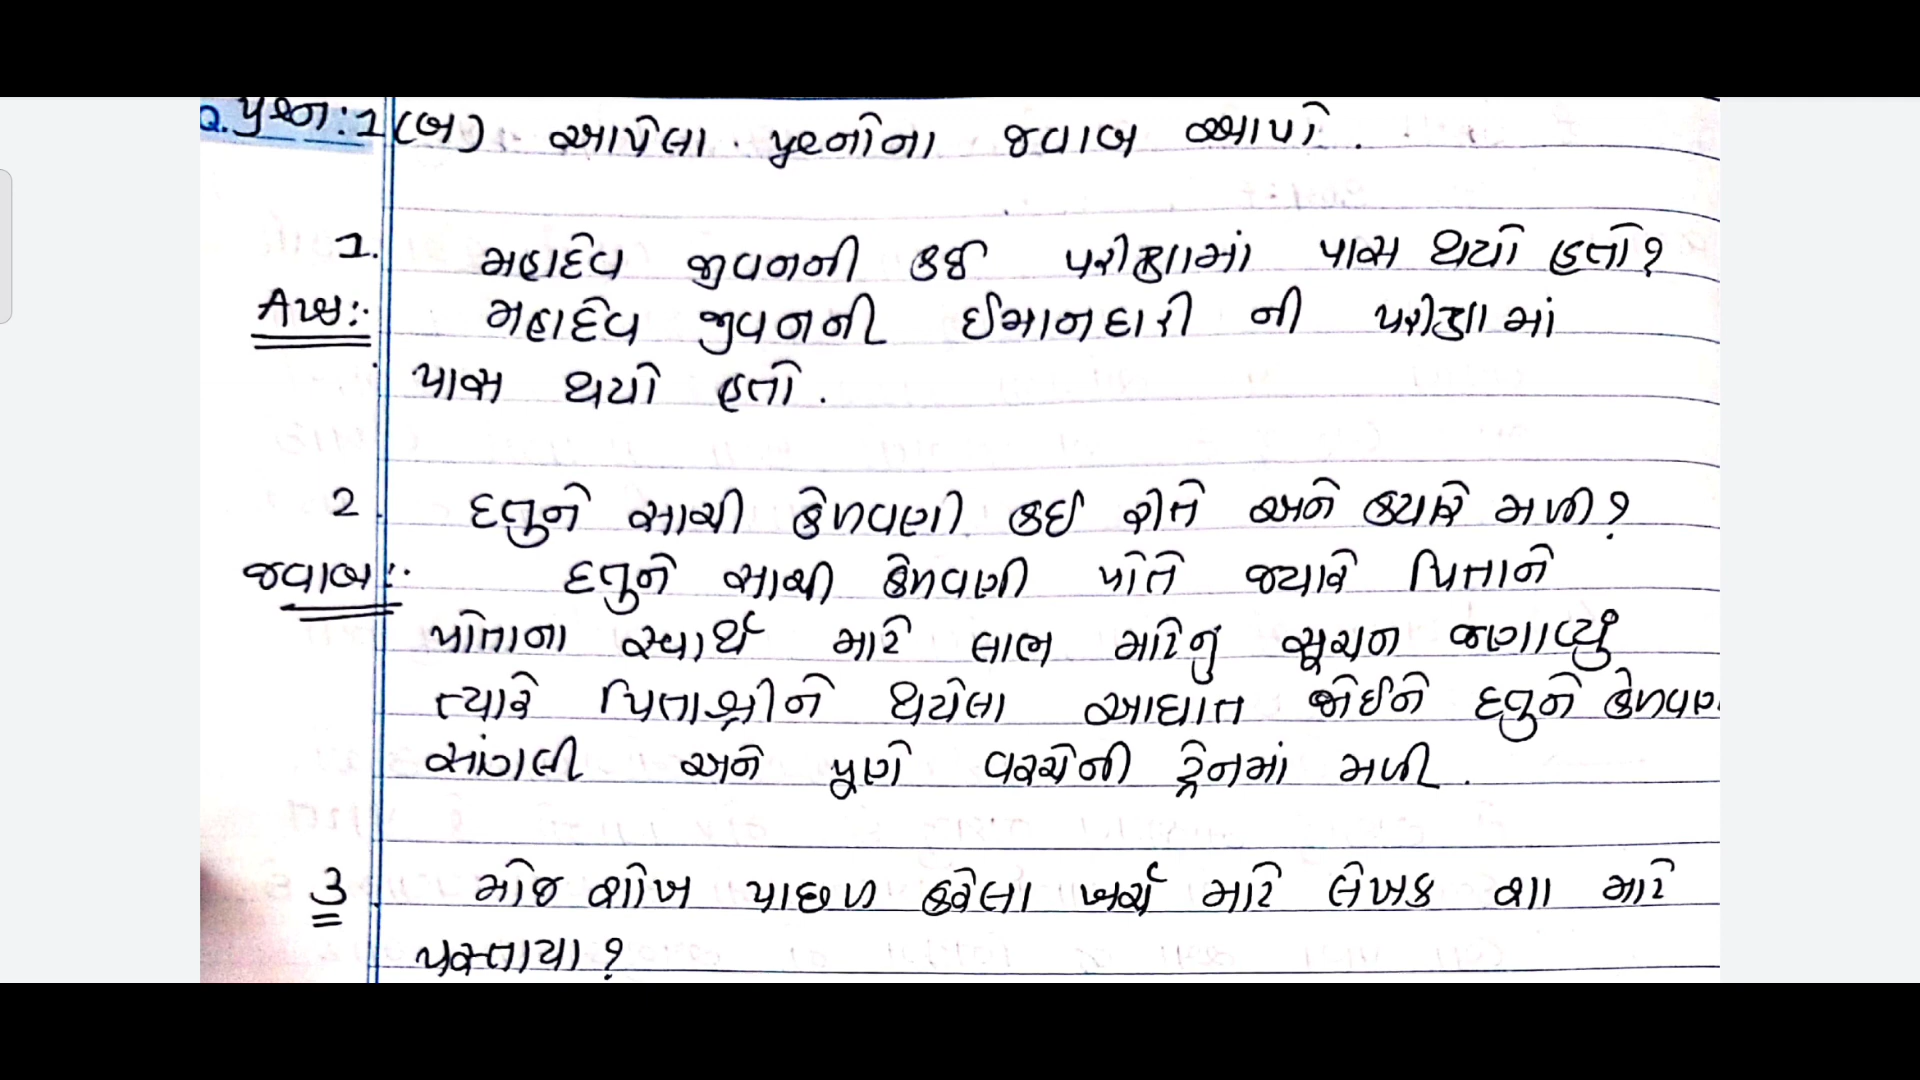 Q. પ્રશ્ન:1 (બ) આપેલા પ્રશ્નોના જવાબ આપો.
1. મહાદેવ જીવનની કઈ પરીક્ષામાં પાસ થયો હતો?
Ans:- મહાદેવ જીવનની ઈમાનદારી ની પરીક્ષામાં
પાસ થયો હતો.
2. દત્તુને સાચી કેળવણી કઈ રીતે અને ક્યારે મળી?
જવાબ:- દત્તુને સાચી કેળવણી પોતે જ્યારે પિતાને
પોતાના સ્વાર્થ માટે લાભ માટેનું સૂચન જણાવ્યું
ત્યારે પિતાશ્રીને થયેલા આઘાત જોઈને દત્તુને કેળવણ
સાંગલી અને પૂણે વચ્ચેની ટ્રેનમાં મળી.
3 મોજ શોખ પાછળ કરેલા ખર્ચ માટે લેખક શા માટે
પસ્તાયા?